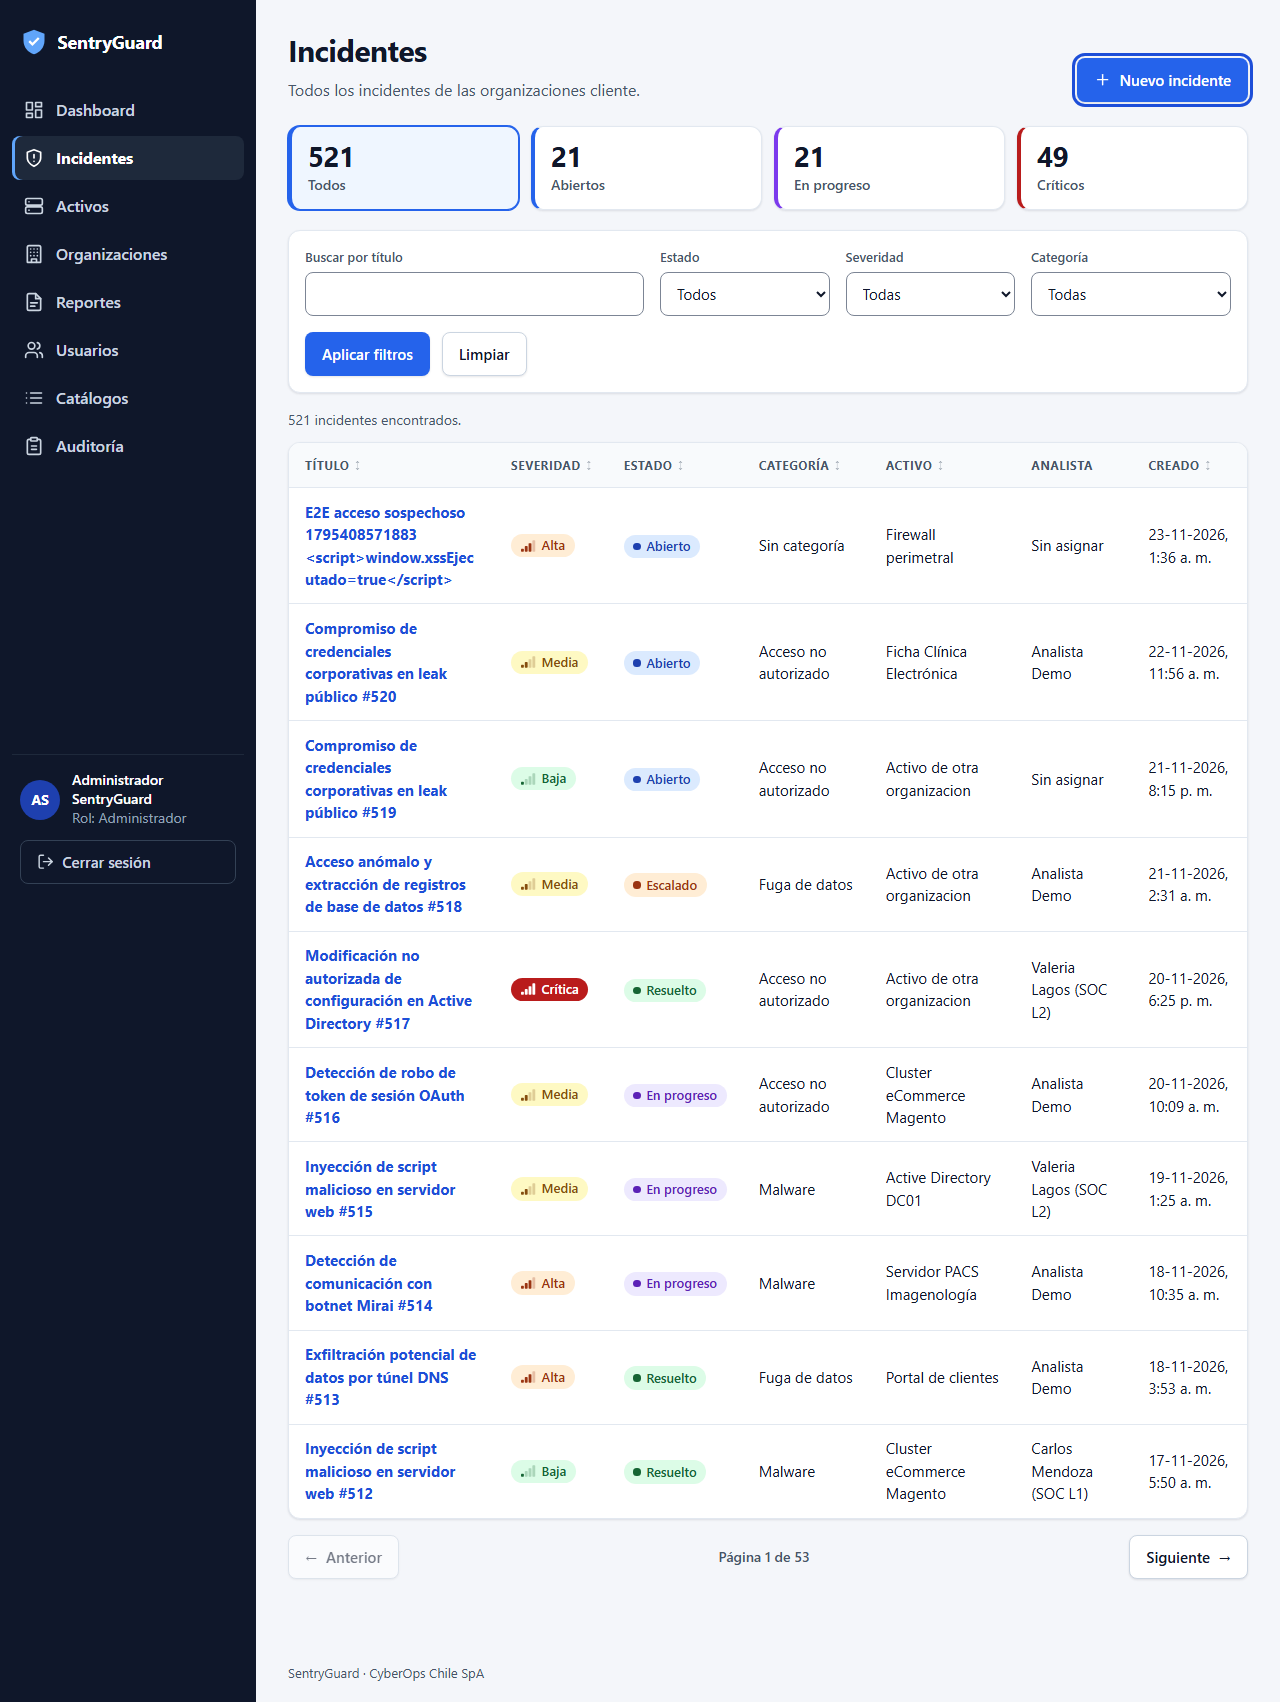 SentryGuard
Dashboard
Incidentes
Activos
Organizaciones
Reportes
Usuarios
Catálogos
Auditoría
AS
Administrador
SentryGuard
Rol: Administrador
Cerrar sesión
Incidentes
Todos los incidentes de las organizaciones cliente.
+ Nuevo incidente
521
Todos
21
Abiertos
21
En progreso
49
Críticos
Buscar por título
Estado
Severidad
Categoría
Todos
Todas
Todas
Aplicar filtros
Limpiar
521 incidentes encontrados.
TÍTULO ↕ SEVERIDAD ↕ ESTADO ↕ CATEGORÍA ↕ ACTIVO ↕ ANALISTA CREADO ↕
E2E acceso sospechoso
1795408571883
<script>window.xssEjec
utado=true</script>
Alta
Abierto
Sin categoría
Firewall
perimetral
Sin asignar
23-11-2026,
1:36 a. m.
Compromiso de
credenciales
corporativas en leak
público #520
Media
Abierto
Acceso no
autorizado
Ficha Clínica
Electrónica
Analista
Demo
22-11-2026,
11:56 a. m.
Compromiso de
credenciales
corporativas en leak
público #519
Baja
Abierto
Acceso no
autorizado
Activo de otra
organizacion
Sin asignar
21-11-2026,
8:15 p. m.
Acceso anómalo y
extracción de registros
de base de datos #518
Media
Escalado
Fuga de datos
Activo de otra
organizacion
Analista
Demo
21-11-2026,
2:31 a. m.
Modificación no
autorizada de
configuración en Active
Directory #517
Crítica
Resuelto
Acceso no
autorizado
Activo de otra
organizacion
Valeria
Lagos (SOC
L2)
20-11-2026,
6:25 p. m.
Detección de robo de
token de sesión OAuth
#516
Media
En progreso
Acceso no
autorizado
Cluster
eCommerce
Magento
Analista
Demo
20-11-2026,
10:09 a. m.
Inyección de script
malicioso en servidor
web #515
Media
En progreso
Malware
Active Directory
DC01
Valeria
Lagos (SOC
L2)
19-11-2026,
1:25 a. m.
Detección de
comunicación con
botnet Mirai #514
Alta
En progreso
Malware
Servidor PACS
Imagenología
Analista
Demo
18-11-2026,
10:35 a. m.
Exfiltración potencial de
datos por túnel DNS
#513
Alta
Resuelto
Fuga de datos
Portal de clientes
Analista
Demo
18-11-2026,
3:53 a. m.
Inyección de script
malicioso en servidor
web #512
Baja
Resuelto
Malware
Cluster
eCommerce
Magento
Carlos
Mendoza
(SOC L1)
17-11-2026,
5:50 a. m.
← Anterior
Página 1 de 53
Siguiente →
SentryGuard · CyberOps Chile SpA